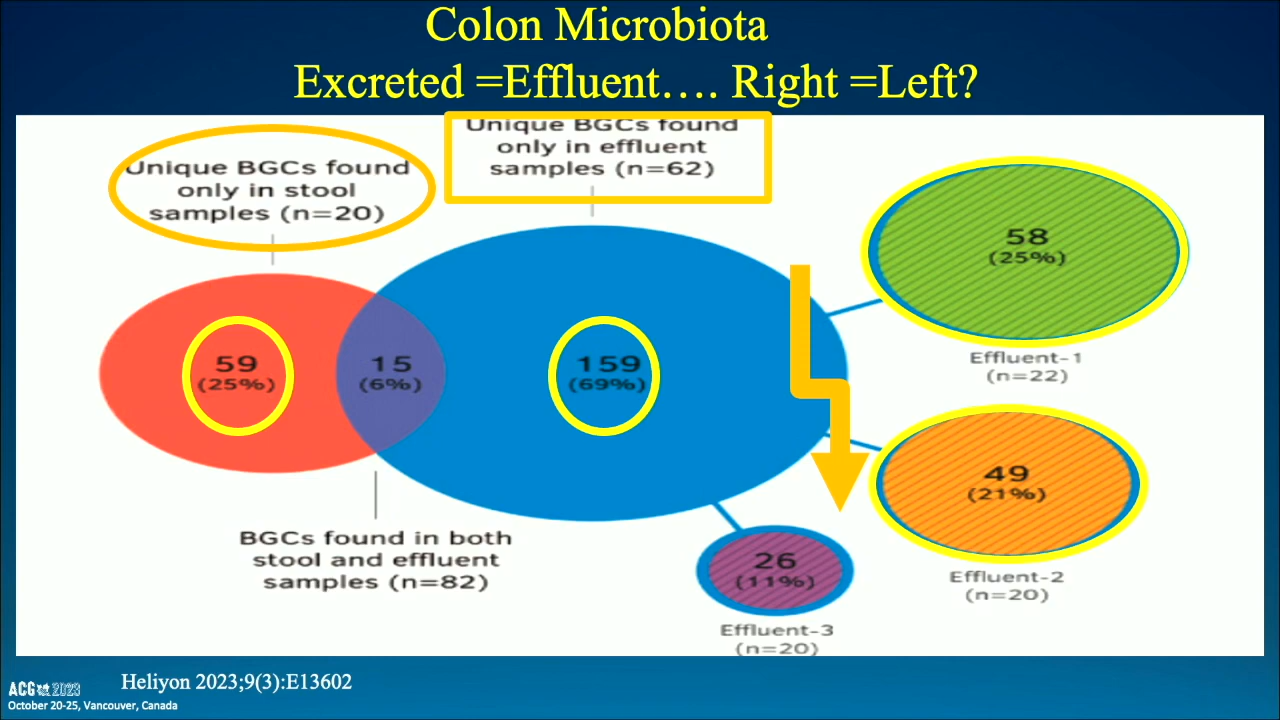 Colon Microbiota
Excreted =Effluent.... Right =Left?
Unique BGCs found
only in stool
samples (n=20)
Unique BGCs found
only in effluent
samples (n=62)
58
(25%)
Effluent-1
(n=22)
59
(25%)
15
(6%)
159
(69%)
49
(21%)
Effluent-2
(n=20)
BGCs found in both
stool and effluent
samples (n=82)
26
(11%)
Effluent-3
(n=20)
Heliyon 2023;9(3):E13602
ACG 2023
October 20-25, Vancouver, Canada